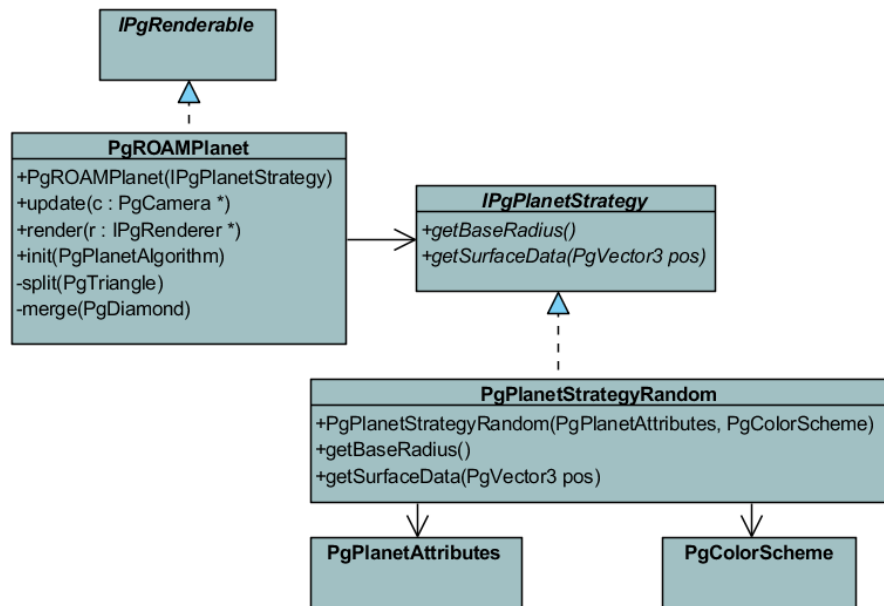 IPgRenderable
PgROAMPlanet
+PgROAMPlanet(IPgPlanetStrategy)
+update(c : PgCamera *)
+render(r : IPgRenderer *)
+init(PgPlanetAlgorithm)
-split(PgTriangle)
-merge(PgDiamond)
IPgPlanetStrategy
+getBaseRadius()
+getSurfaceData(PgVector3 pos)
PgPlanetStrategyRandom
+PgPlanetStrategyRandom(PgPlanetAttributes, PgColorScheme)
+getBaseRadius()
+getSurfaceData(PgVector3 pos)
PgPlanetAttributes
PgColorScheme